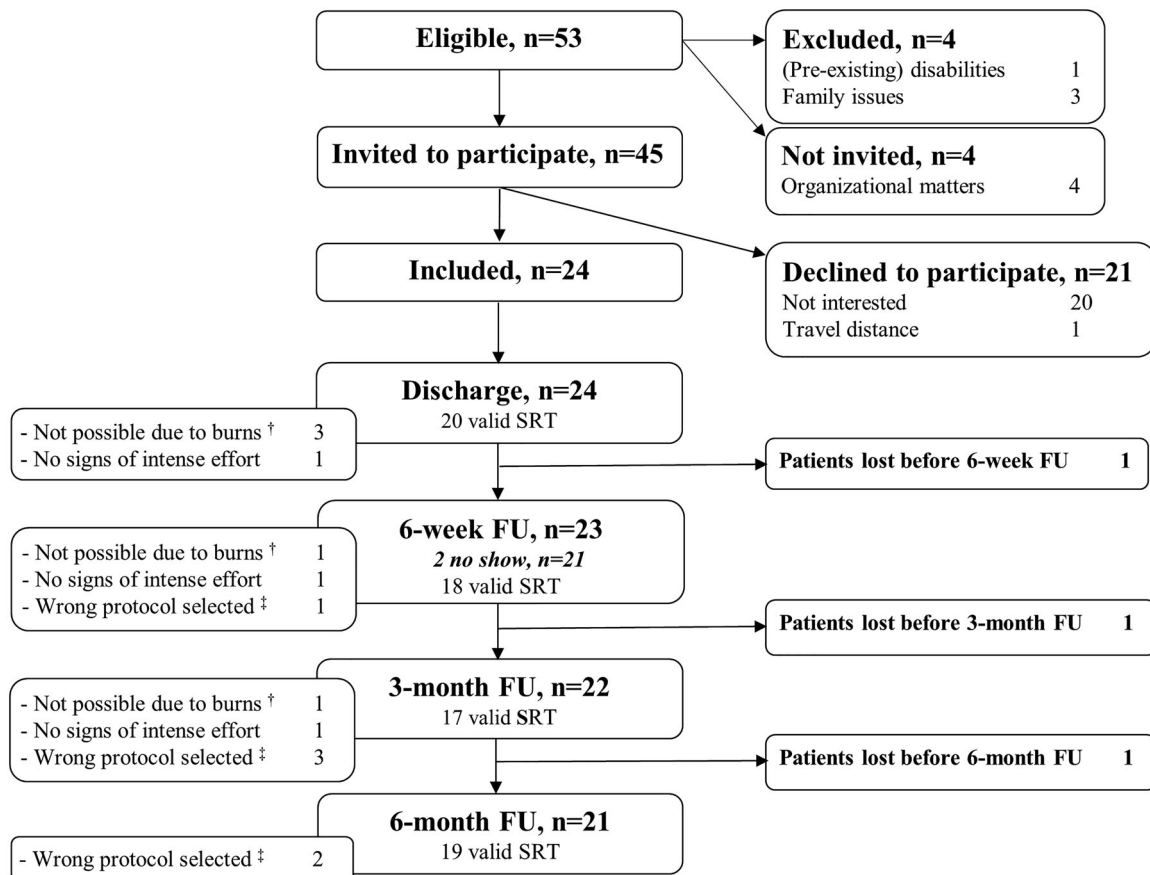 Eligible, n=53
Excluded, n=4
(Pre-existing) disabilities 1
Family issues 3
Invited to participate, n=45
Not invited, n=4
Organizational matters 4
Included, n=24
Declined to participate, n=21
Not interested 20
Travel distance 1
Discharge, n=24
20 valid SRT
- Not possible due to burns † 3
- No signs of intense effort 1
Patients lost before 6-week FU 1
6-week FU, n=23
2 no show, n=21
18 valid SRT
- Not possible due to burns † 1
- No signs of intense effort 1
- Wrong protocol selected ‡ 1
Patients lost before 3-month FU 1
3-month FU, n=22
17 valid SRT
- Not possible due to burns † 1
- No signs of intense effort 1
- Wrong protocol selected ‡ 3
Patients lost before 6-month FU 1
6-month FU, n=21
19 valid SRT
- Wrong protocol selected ‡ 2